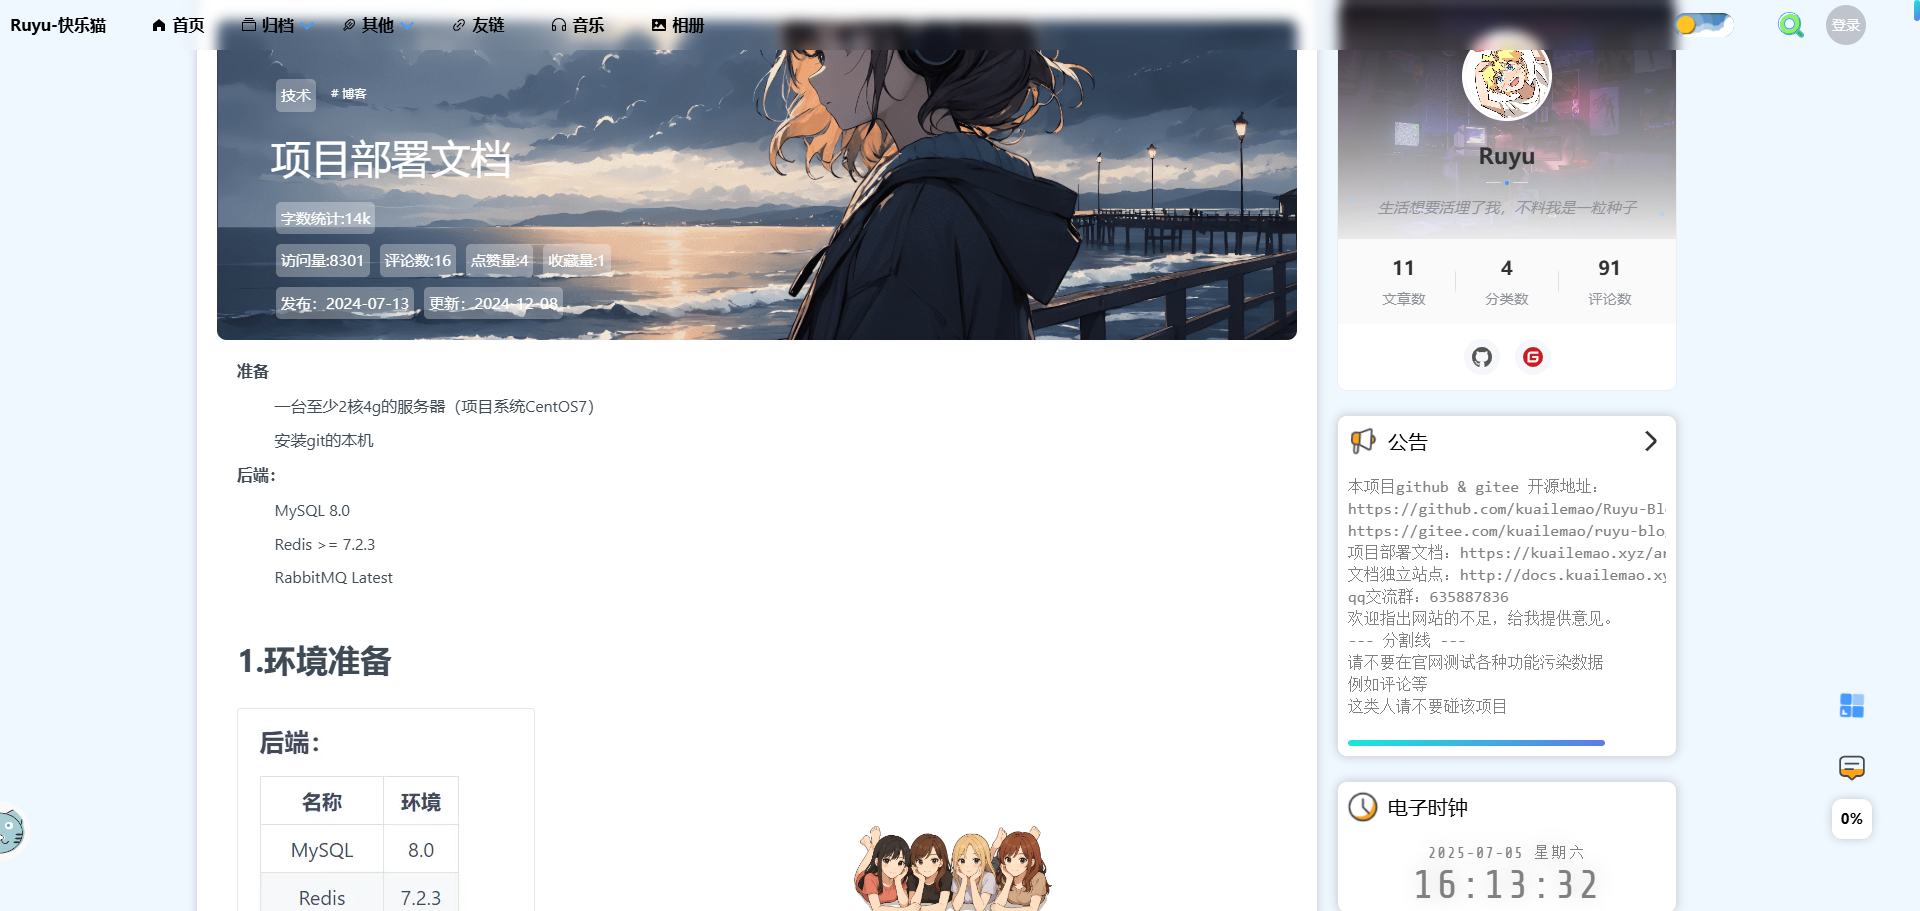 Ruyu-快乐猫 首页 归档 其他 友链 音乐 相册 登录
技术 # 博客
项目部署文档
字数统计:14k
访问量:8301 评论数:16 点赞量:4 收藏量:1
发布：2024-07-13 更新：2024-12-08
准备
一台至少2核4g的服务器（项目系统CentOS7）
安装git的本机
后端：
MySQL 8.0
Redis >= 7.2.3
RabbitMQ Latest
1.环境准备
后端：
名称 环境
MySQL 8.0
Redis 7.2.3
Ruyu
生活想要活埋了我，不料我是一粒种子
11 4 91
文章数 分类数 评论数
公告
本项目github & gitee 开源地址：
https://github.com/kuailemao/Ruyu-Bl
https://gitee.com/kuailemao/ruyu-blo
项目部署文档：https://kuailemao.xyz/ar
文档独立站点：http://docs.kuailemao.xy
qq交流群：635887836
欢迎指出网站的不足，给我提供意见。
--- 分割线 ---
请不要在官网测试各种功能污染数据
例如评论等
这类人请不要碰该项目
电子时钟
2025-07-05 星期六
16:13:32
0%